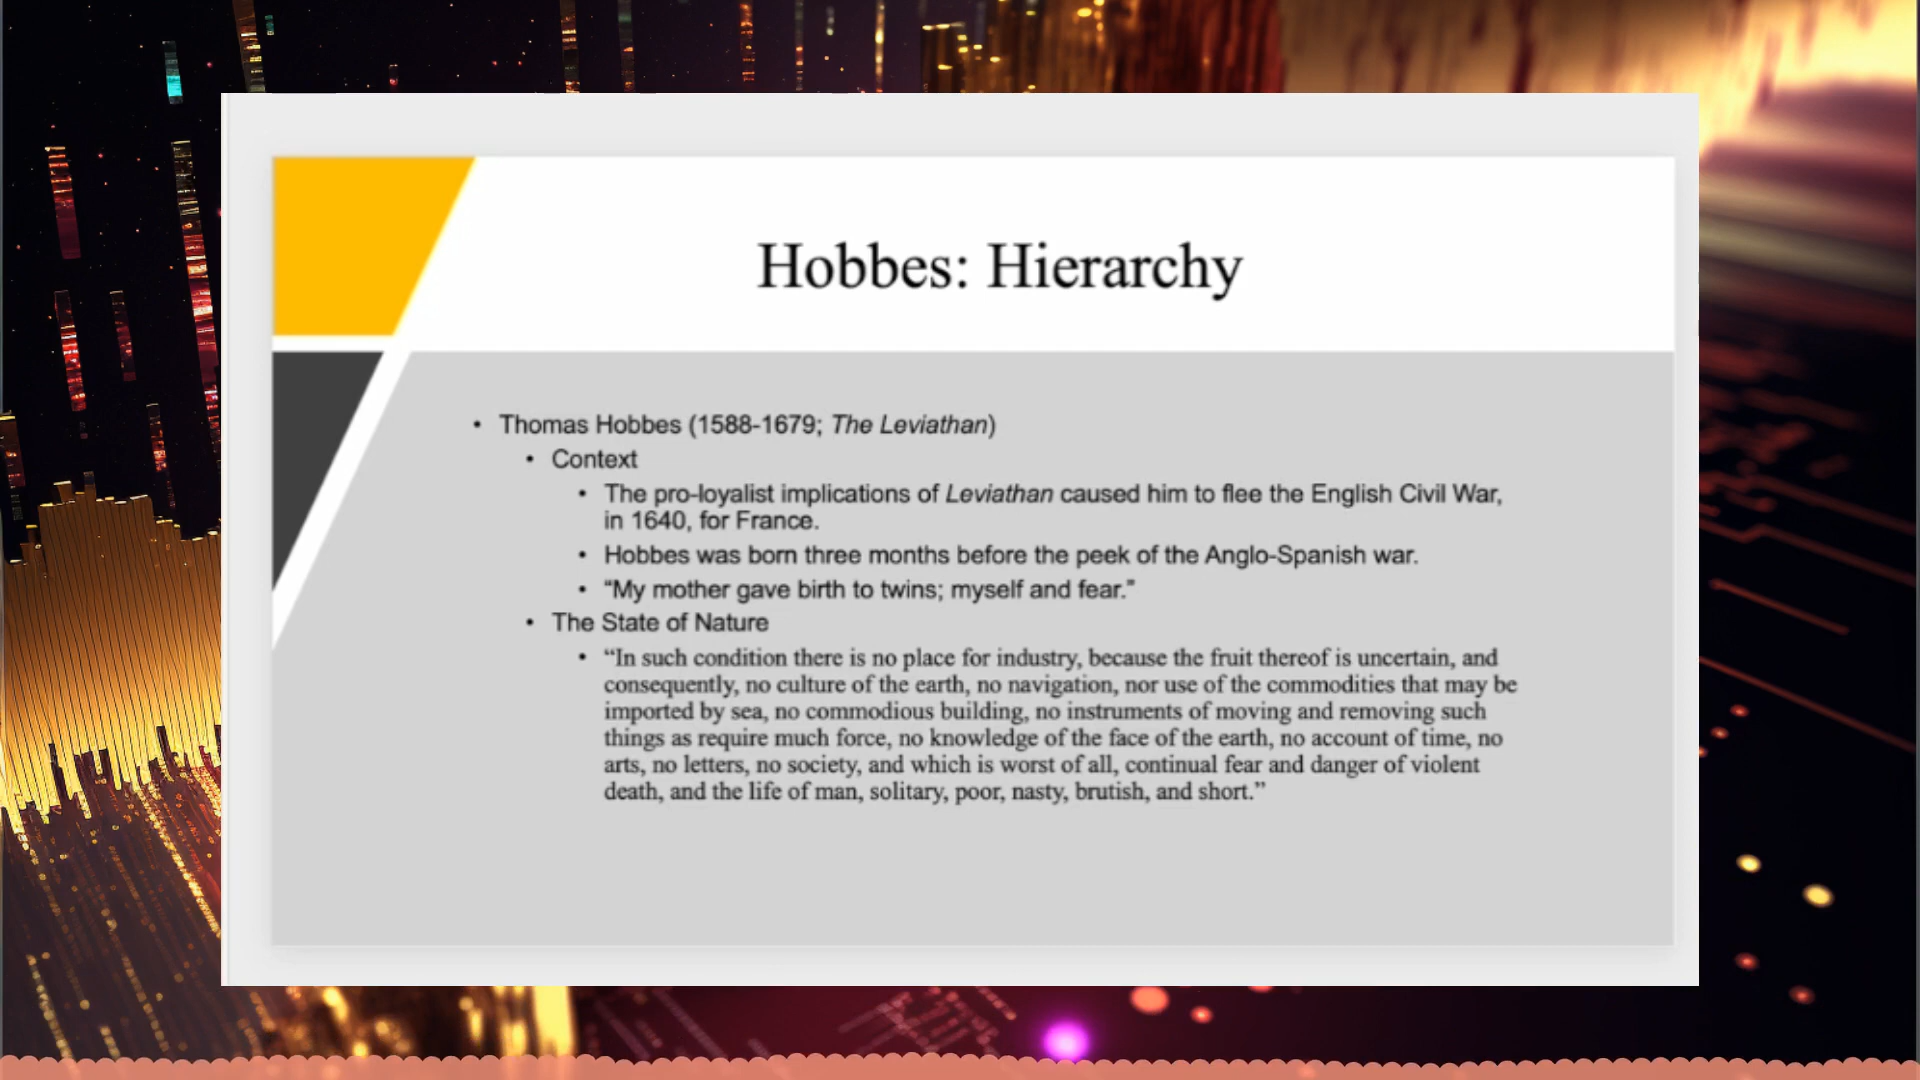 Hobbes: Hierarchy
• Thomas Hobbes (1588-1679; The Leviathan)
• Context
• The pro-loyalist implications of Leviathan caused him to flee the English Civil War,
in 1640, for France.
• Hobbes was born three months before the peek of the Anglo-Spanish war.
• “My mother gave birth to twins; myself and fear.”
• The State of Nature
• “In such condition there is no place for industry, because the fruit thereof is uncertain, and
consequently, no culture of the earth, no navigation, nor use of the commodities that may be
imported by sea, no commodious building, no instruments of moving and removing such
things as require much force, no knowledge of the face of the earth, no account of time, no
arts, no letters, no society, and which is worst of all, continual fear and danger of violent
death, and the life of man, solitary, poor, nasty, brutish, and short.”